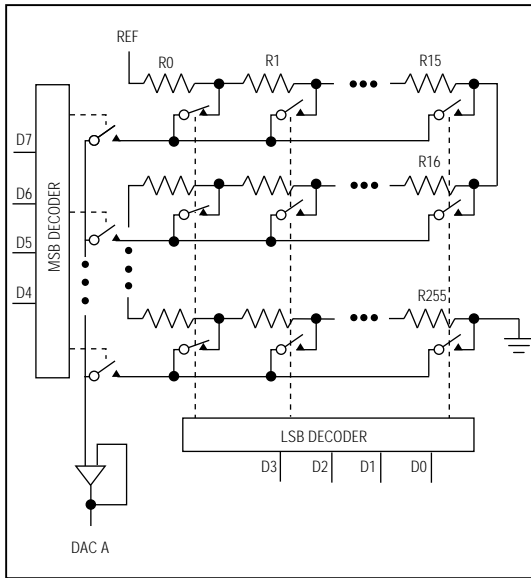 REF
R0
R1
R15
D7
D6
D5
D4
MSB DECODER
R16
R255
LSB DECODER
D3
D2
D1
D0
DAC A